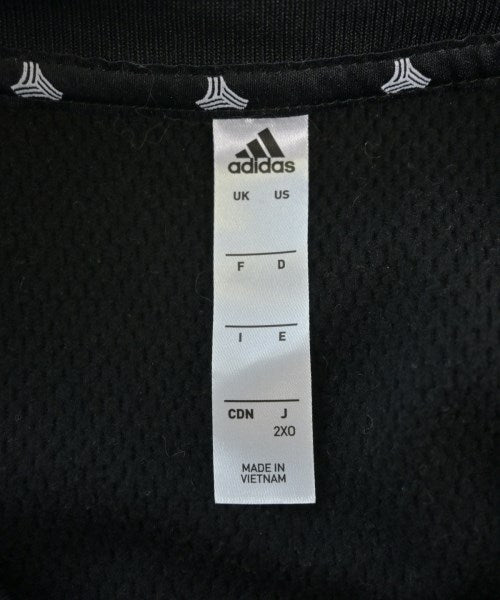 adidas
UK US
F D
I E
CDN J
2XO
MADE IN
VIETNAM